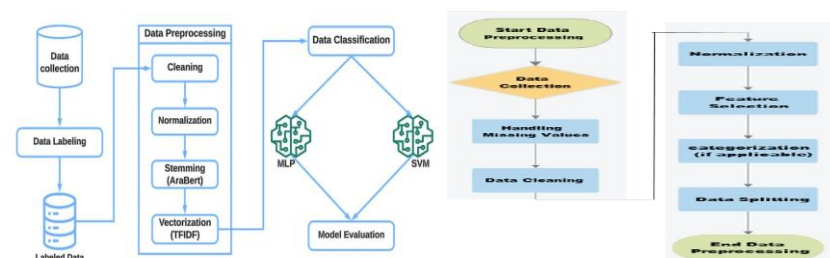 Data
collection
Data Labeling
Labeled Data
Data Preprocessing
Cleaning
Normalization
Stemming
(AraBert)
Vectorization
(TFIDF)
Data Classification
MLP
SVM
Model Evaluation
Start Data
Preprocessing
Data
Collection
Handling
Missing Values
Data Cleaning
Normalization
Feature
Selection
categorization
(if applicable)
Data Splitting
End Data
Preprocessing